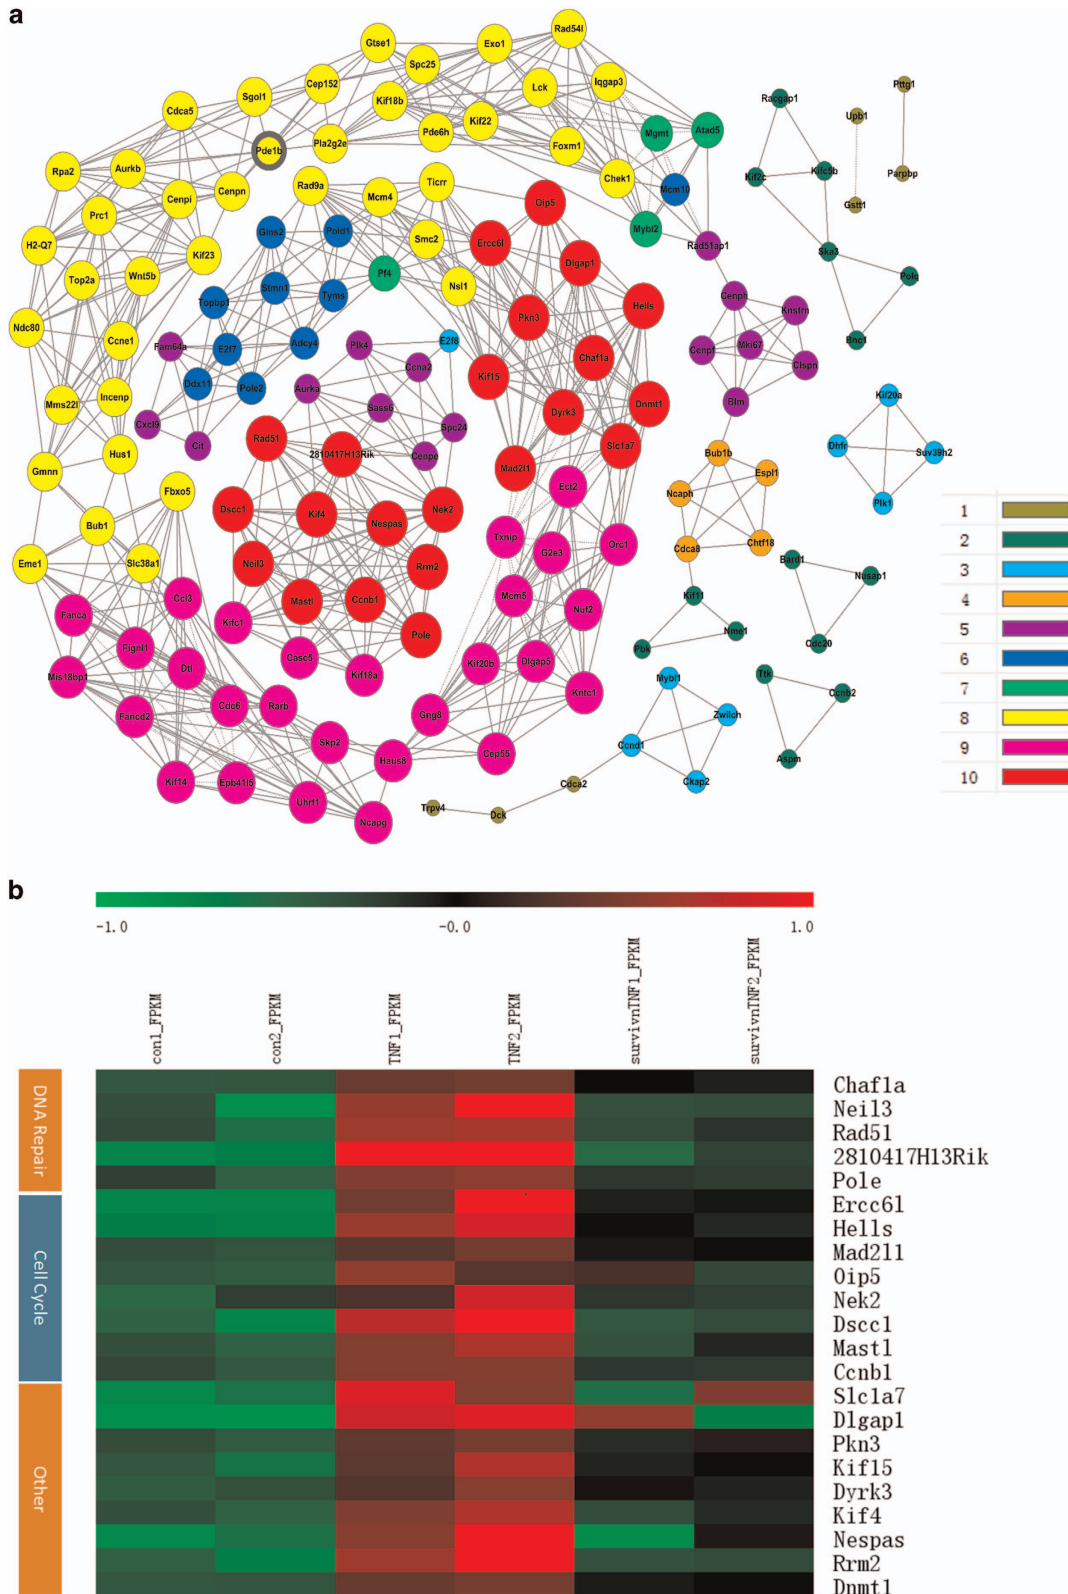 a
Rad54l
Gtse1
Exo1
Spc25
Cep152
Lck
Iqgap3
Pttg1
Sgol1
Kif18b
Racgap1
Cdca5
Upb1
Kif22
Pde6h
Mgmt
Atad5
Pla2g2e
Foxm1
Pde1b
Rpa2
Aurkb
Kifc5b
Parpbp
Kif2c
Chek1
Ticrr
Rad9a
Mcm10
Cenpn
Mcm4
Cenpi
Oip5
Gstt1
Prc1
Gins2
Pold1
Mybl2
Smc2
Ercc6l
H2-Q7
Rad51ap1
Ska3
Kif23
Dlgap1
Pf4
Top2a
Wnt5b
Polq
Nsl1
Stmn1
Tyms
Cenph
Topbp1
Hells
Knstrn
Pkn3
Ndc80
Ccne1
Bnc1
Fam64a
E2f7
Adcy4
Plk4
E2f8
Cenpf
Mki67
Chaf1a
Clspn
Ccna2
Kif15
Ddx11
Pole2
Aurka
Incenp
Kif20a
Mms22l
Blm
Sass6
Dyrk3
Dnmt1
Cxcl9
Spc24
Cit
Rad51
Dhfr
Slc1a7
Suv39h2
Hus1
2810417H13Rik
Cenpe
Bub1b
Gmnn
Mad2l1
Espl1
Fbxo5
Ect2
Ncaph
Plk1
Dscc1
Kif4
Nespas
Nek2
Bub1
Txnip
Orc1
Chtf18
G2e3
Cdca8
Eme1
Slc38a1
Neil3
Rrm2
Bard1
Nusap1
Ccl3
Mcm5
Kif11
Mastl
Ccnb1
Nuf2
Fanca
Kifc1
Nme1
Pole
Cdc20
Fignl1
Pbk
Casc5
Dtl
Kif20b
Dlgap5
Mis18bp1
Kif18a
Ttk
Mybl1
Kntc1
Ccnb2
Cdc6
Rarb
Fancd2
Gng8
Zwilch
Skp2
Ccnd1
Cep55
Haus8
Aspm
Kif14
Epb41l5
Ckap2
Cdca2
Uhrf1
Trpv4
Dck
Ncapg
1
2
3
4
5
6
7
8
9
10
b
-1.0
-0.0
1.0
con1_FPKM
con2_FPKM
TNF1_FPKM
TNF2_FPKM
survivnTNF1_FPKM
survivnTNF2_FPKM
DNA Repair
Chaf1a
Neil3
Rad51
2810417H13Rik
Pole
Cell Cycle
Ercc6l
Hells
Mad2l1
Oip5
Nek2
Dscc1
Mastl
Ccnb1
Other
Slc1a7
Dlgap1
Pkn3
Kif15
Dyrk3
Kif4
Nespas
Rrm2
Dnmt1